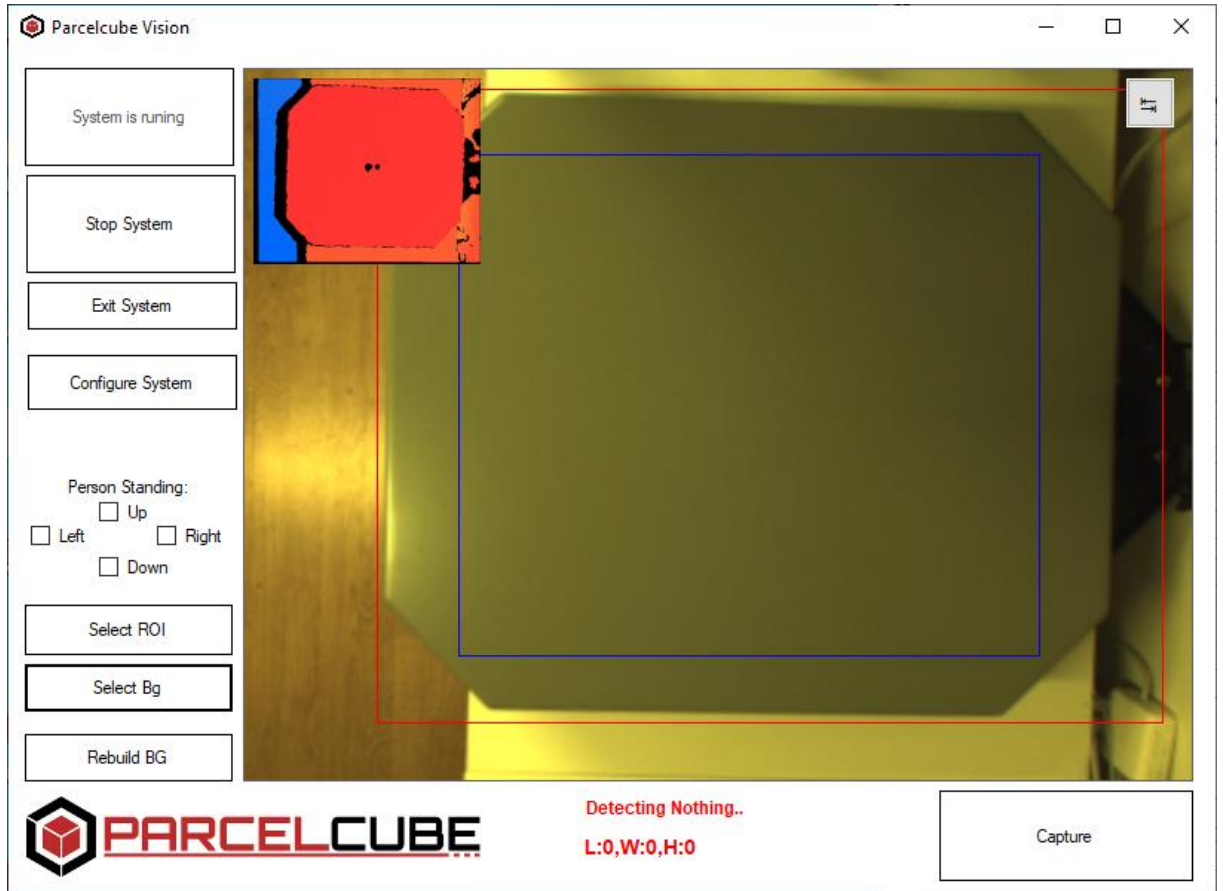 Parcelcube Vision
System is runing
Stop System
Exit System
Configure System
Person Standing:
Up
Left Right
Down
Select ROI
Select Bg
Rebuild BG
PARCELCUBE
Detecting Nothing..
L:0,W:0,H:0
Capture